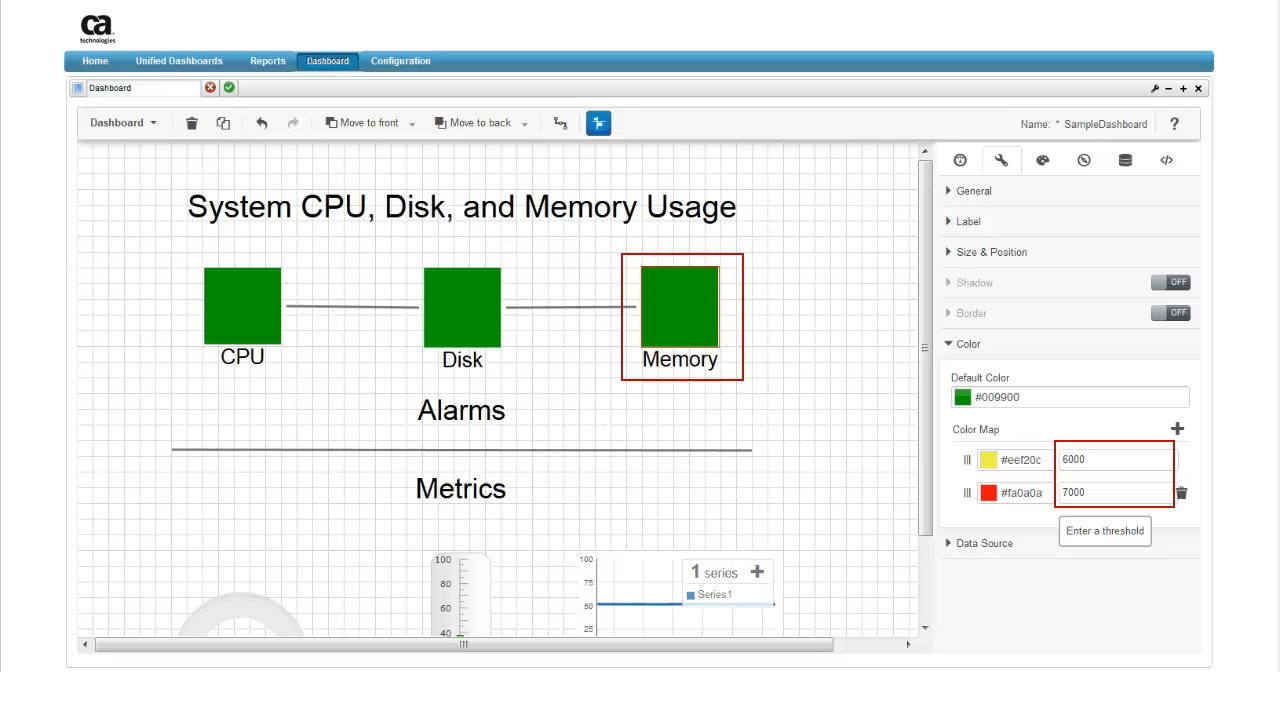 ca
technologies
Home Unified Dashboards Reports Dashboard Configuration
Dashboard
Dashboard Move to front Move to back Name: * SampleDashboard ?
System CPU, Disk, and Memory Usage
CPU Disk Memory
Alarms
Metrics
100
80
60
40
100
75
50
25
1 series
Series1
General
Label
Size & Position
Shadow OFF
Border OFF
Color
Default Color
#009900
Color Map
#eef20c 6000
#fa0a0a 7000
Enter a threshold
Data Source